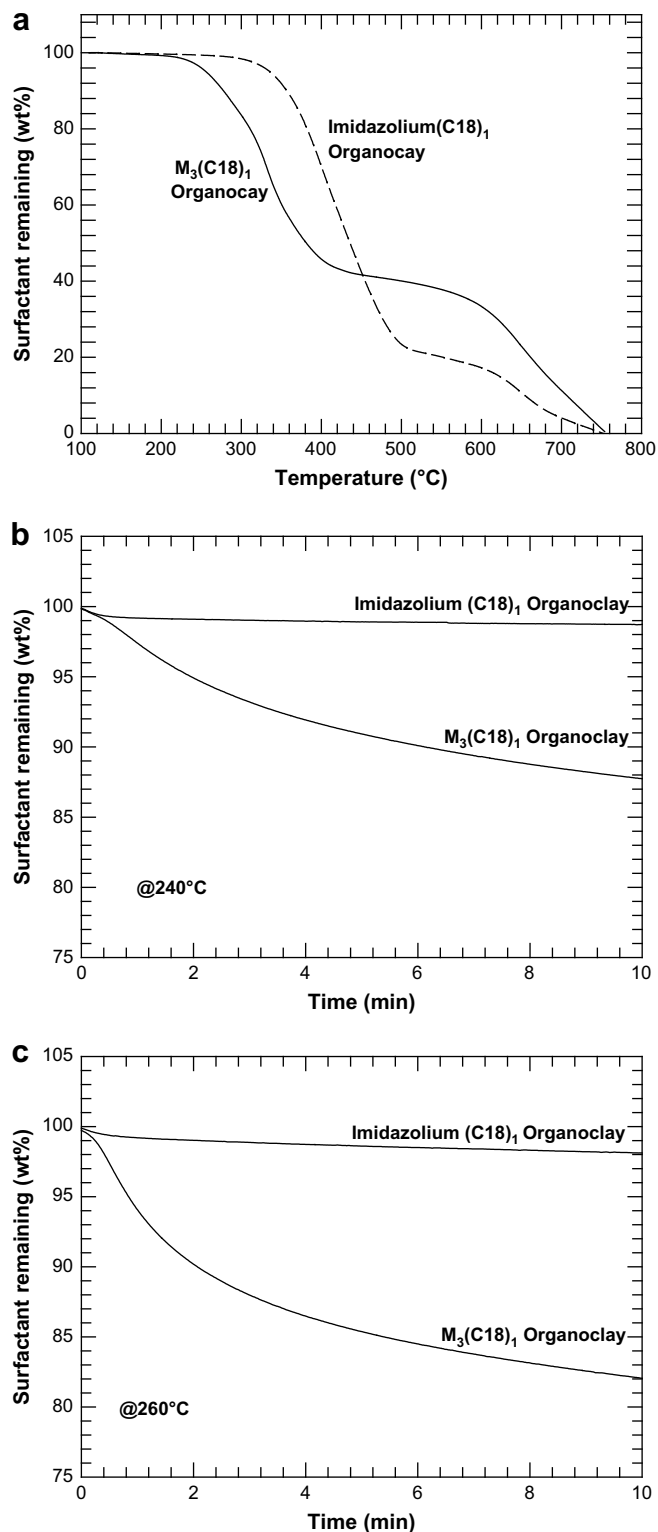 a
100
80
60
40
20
0
Surfactant remaining (wt%)
Imidazolium(C18)₁
Organocay
M₃(C18)₁
Organocay
100 200 300 400 500 600 700 800
Temperature (°C)
b
105
100
95
90
85
80
75
Surfactant remaining (wt%)
Imidazolium (C18)₁ Organoclay
M₃(C18)₁ Organoclay
@240°C
0 2 4 6 8 10
Time (min)
c
105
100
95
90
85
80
75
Surfactant remaining (wt%)
Imidazolium (C18)₁ Organoclay
M₃(C18)₁ Organoclay
@260°C
0 2 4 6 8 10
Time (min)